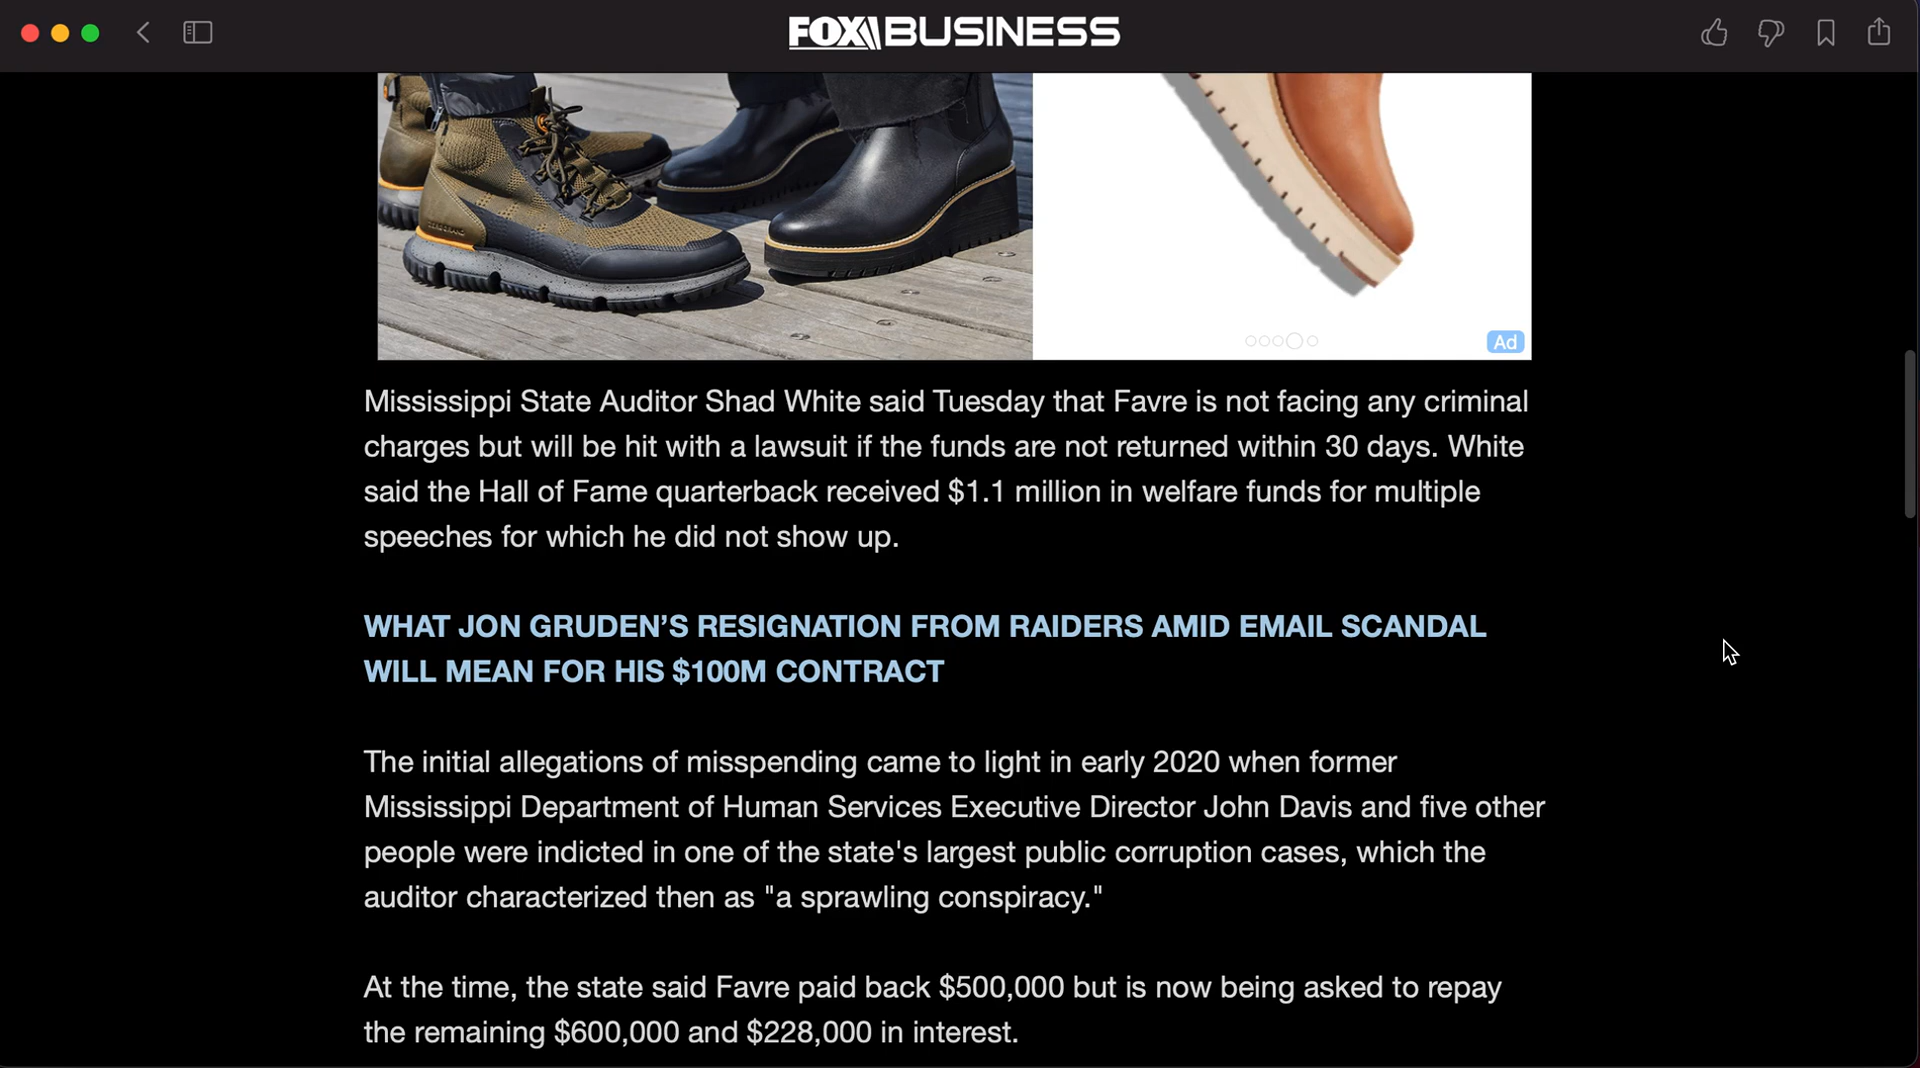 FOX BUSINESS
Ad
Mississippi State Auditor Shad White said Tuesday that Favre is not facing any criminal
charges but will be hit with a lawsuit if the funds are not returned within 30 days. White
said the Hall of Fame quarterback received $1.1 million in welfare funds for multiple
speeches for which he did not show up.
WHAT JON GRUDEN’S RESIGNATION FROM RAIDERS AMID EMAIL SCANDAL
WILL MEAN FOR HIS $100M CONTRACT
The initial allegations of misspending came to light in early 2020 when former
Mississippi Department of Human Services Executive Director John Davis and five other
people were indicted in one of the state's largest public corruption cases, which the
auditor characterized then as "a sprawling conspiracy."
At the time, the state said Favre paid back $500,000 but is now being asked to repay
the remaining $600,000 and $228,000 in interest.